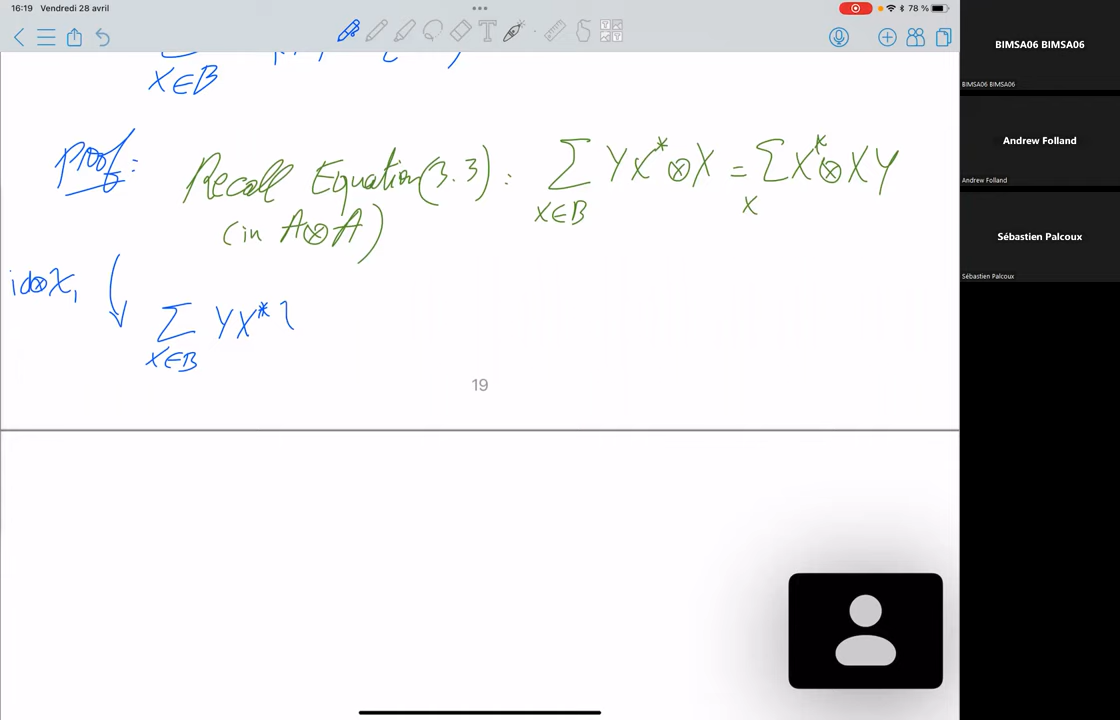 16:19 Vendredi 28 avril
78 %
X∈B
Proof:
Recall Equation (3.3): ∑ YX* ⊗ X = ∑ X* ⊗ XY
X∈B X
(in A⊗A)
id⊗χ₁
∑ YX*
X∈B
19
BIMSA06 BIMSA06
BIMSA06 BIMSA06
Andrew Folland
Andrew Folland
Sébastien Palcoux
Sébastien Palcoux